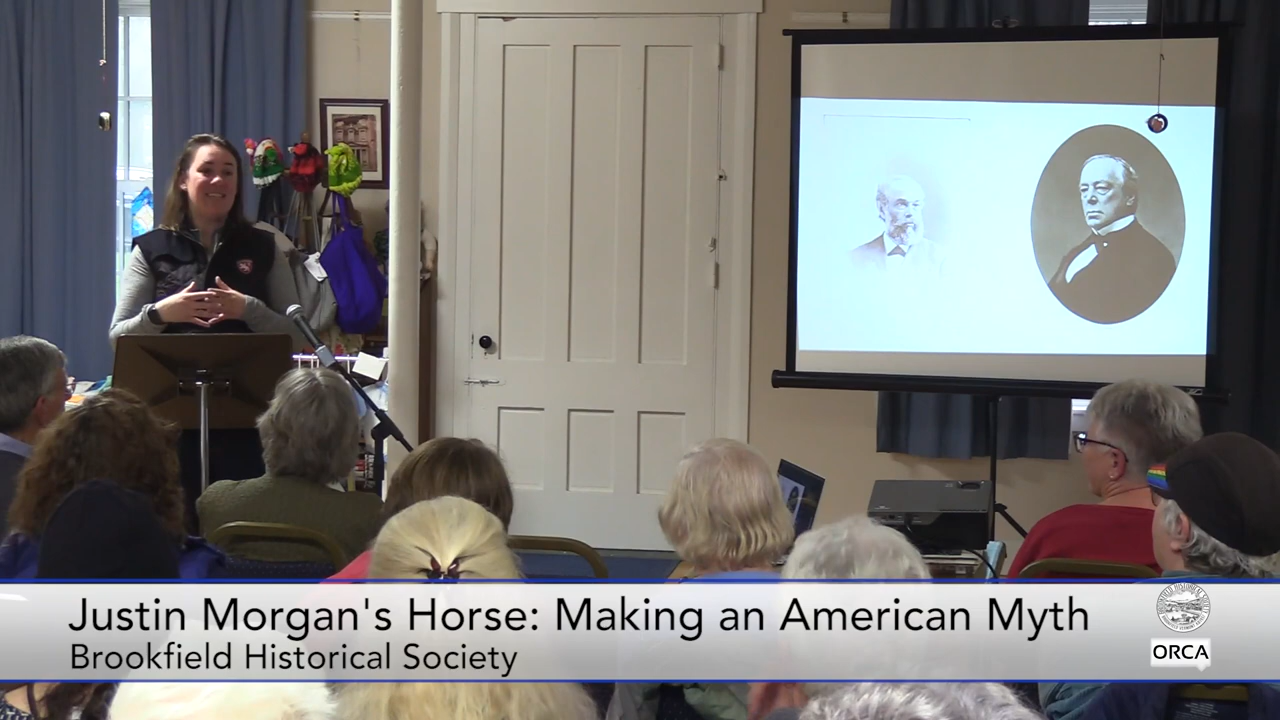 Justin Morgan's Horse: Making an American Myth
Brookfield Historical Society
ORCA